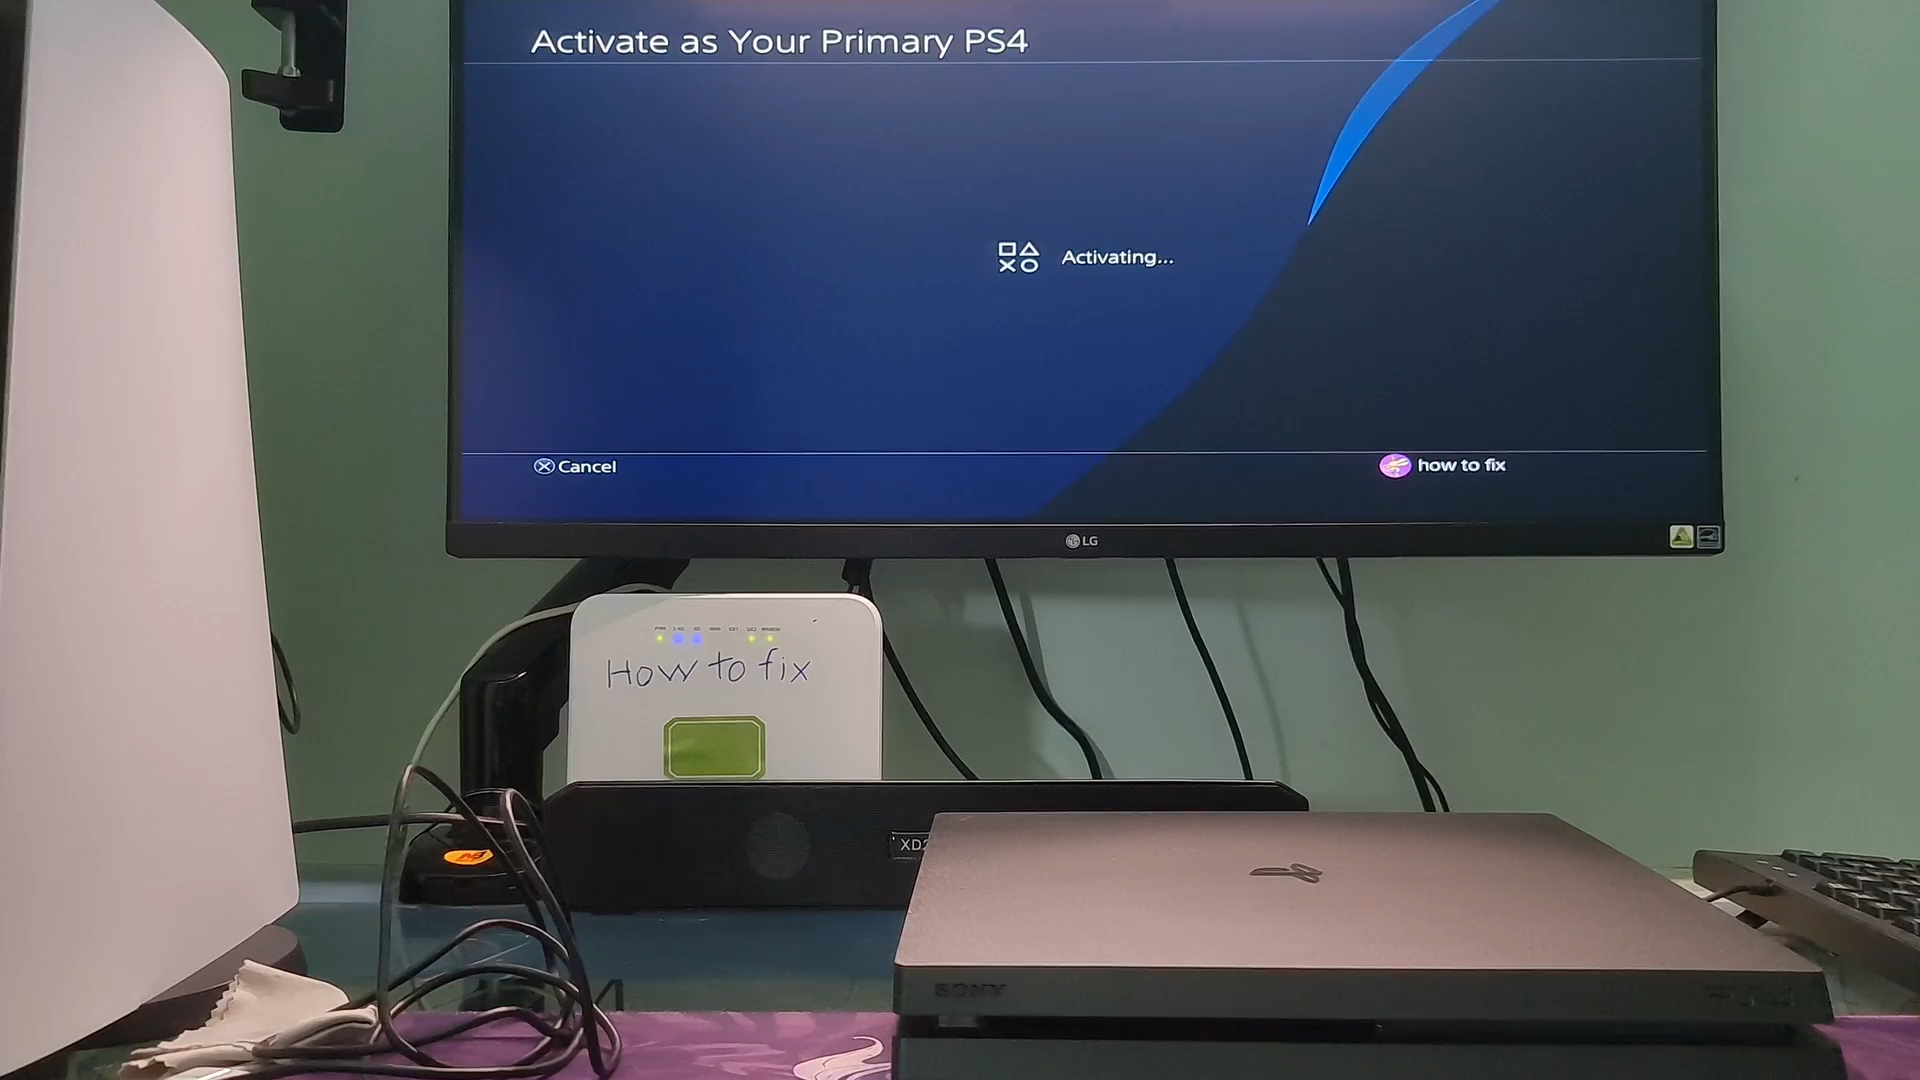 Activate as Your Primary PS4
Activating...
Cancel
how to fix
LG
How to fix
SONY